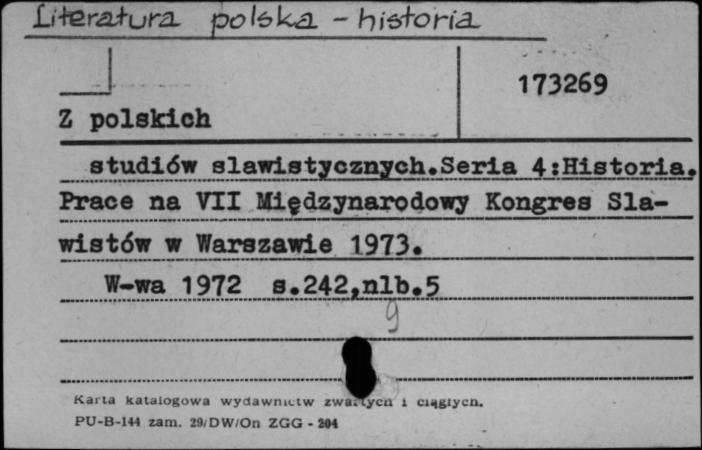 Literatura polska - historia
173269
Z polskich
studiów slawistycznych.Seria 4:Historia.
Prace na VII Międzynarodowy Kongres Sla-
wistów w Warszawie 1973.
W-wa 1972 s.242,nlb.5
9
Karta katalogowa wydawnictw zwartych i ciągłych.
PU-B-144 zam. 29/DW/On ZGG - 204